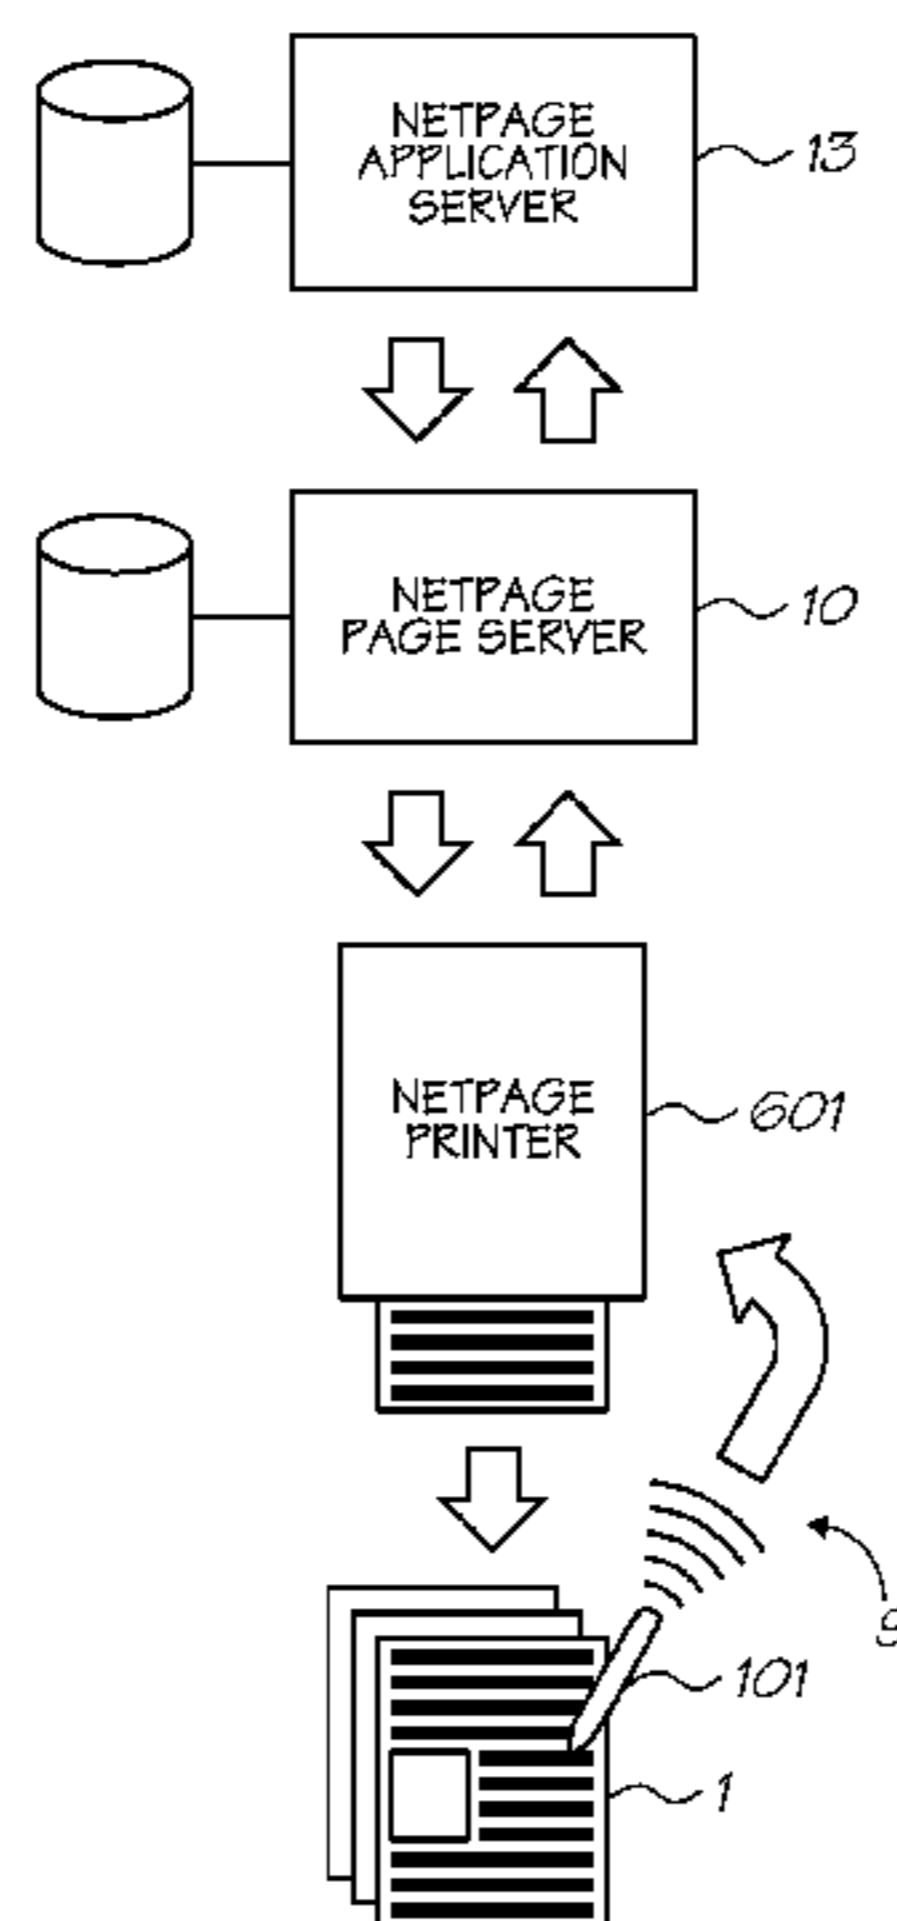 NETPAGE
APPLICATION
SERVER
13
NETPAGE
PAGE SERVER
10
NETPAGE
PRINTER
601
101
1